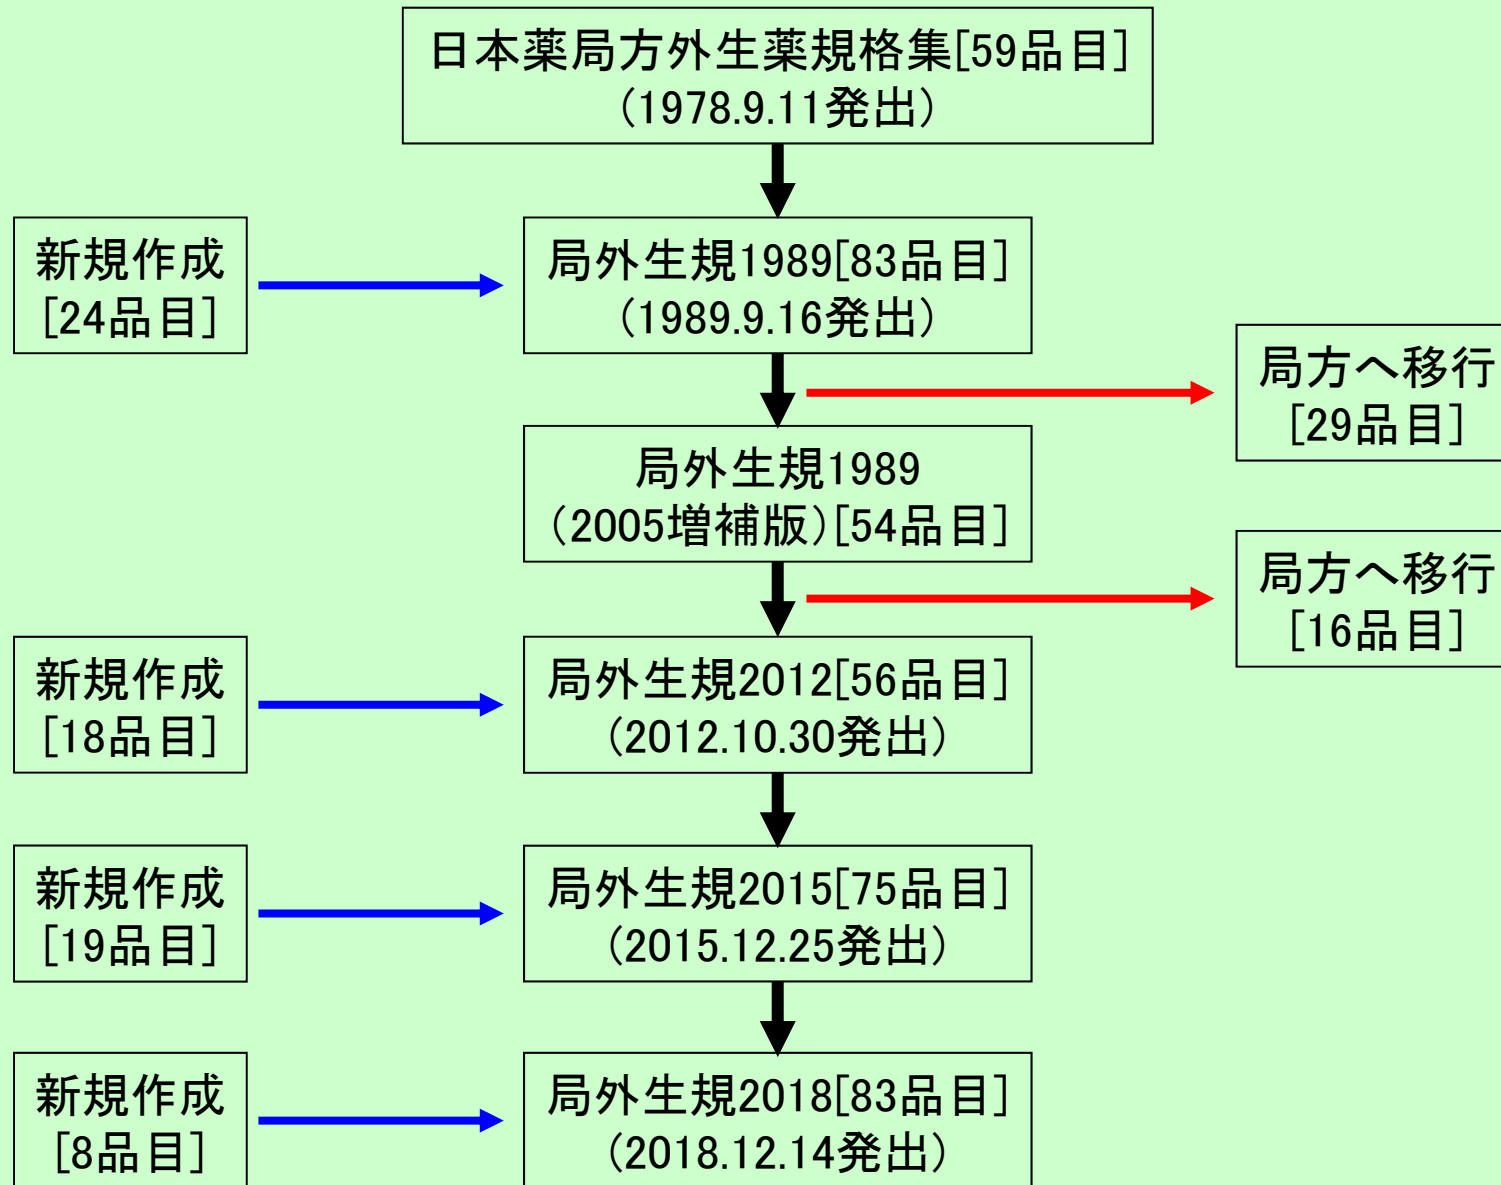 日本薬局方外生薬規格集[59品目]
（1978.9.11発出）
新規作成
[24品目]
局外生規1989[83品目]
（1989.9.16発出）
局方へ移行
[29品目]
局外生規1989
（2005増補版）[54品目]
局方へ移行
[16品目]
新規作成
[18品目]
局外生規2012[56品目]
（2012.10.30発出）
新規作成
[19品目]
局外生規2015[75品目]
（2015.12.25発出）
新規作成
[8品目]
局外生規2018[83品目]
（2018.12.14発出）